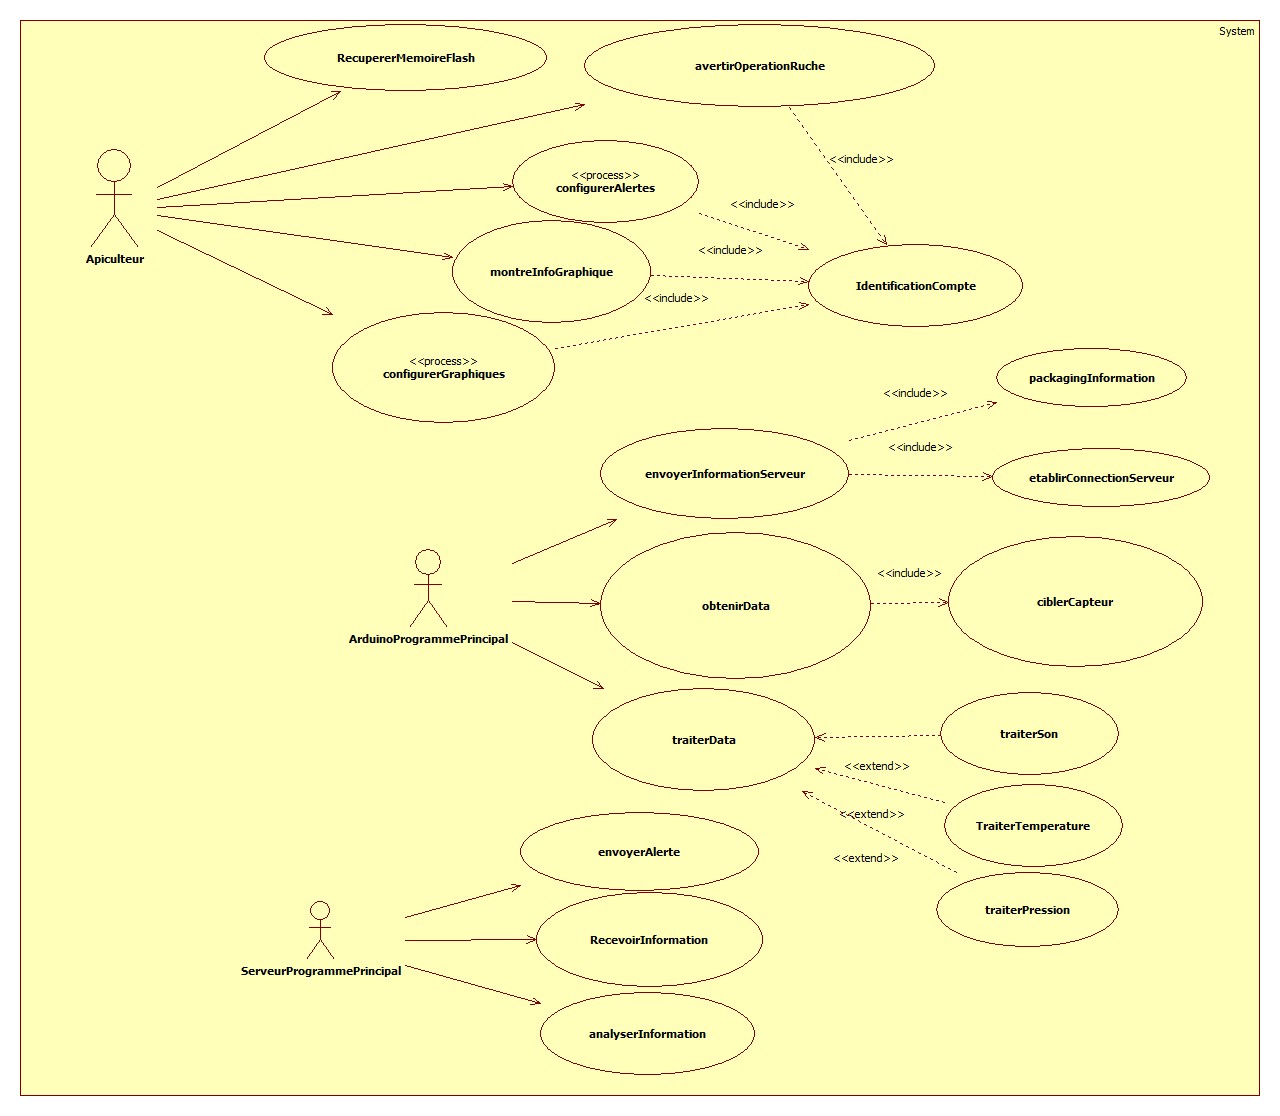 System
RecupererMemoireFlash
avertirOperationRuche
<<include>>
<<process>>
configurerAlertes
<<include>>
Apiculteur
<<include>>
montreInfoGraphique
IdentificationCompte
<<include>>
<<process>>
configurerGraphiques
packagingInformation
<<include>>
<<include>>
envoyerInformationServeur
etablirConnectionServeur
<<include>>
obtenirData
ciblerCapteur
ArduinoProgrammePrincipal
traiterData
traiterSon
<<extend>>
<<extend>>
TraiterTemperature
envoyerAlerte
<<extend>>
traiterPression
RecevoirInformation
ServeurProgrammePrincipal
analyserInformation